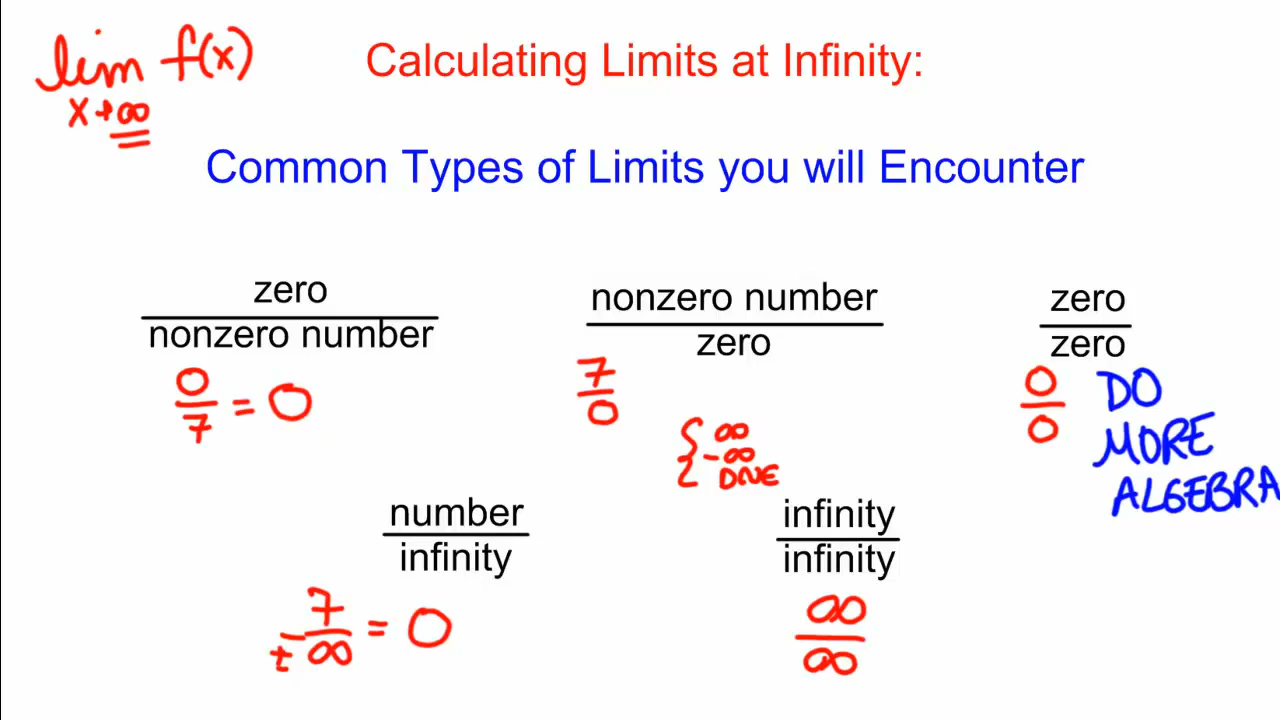 lim f(x)
x→∞
Calculating Limits at Infinity:
Common Types of Limits you will Encounter
zero
nonzero number
0/7 = 0
nonzero number
zero
7/0
{ ∞
-∞
DNE
zero
zero
0/0
DO
MORE
ALGEBRA
number
infinity
7/±∞ = 0
infinity
infinity
∞/∞